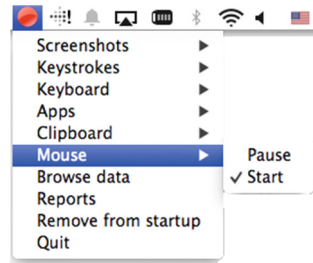 Screenshots
Keystrokes
Keyboard
Apps
Clipboard
Mouse
Pause
Browse data
✓ Start
Reports
Remove from startup
Quit